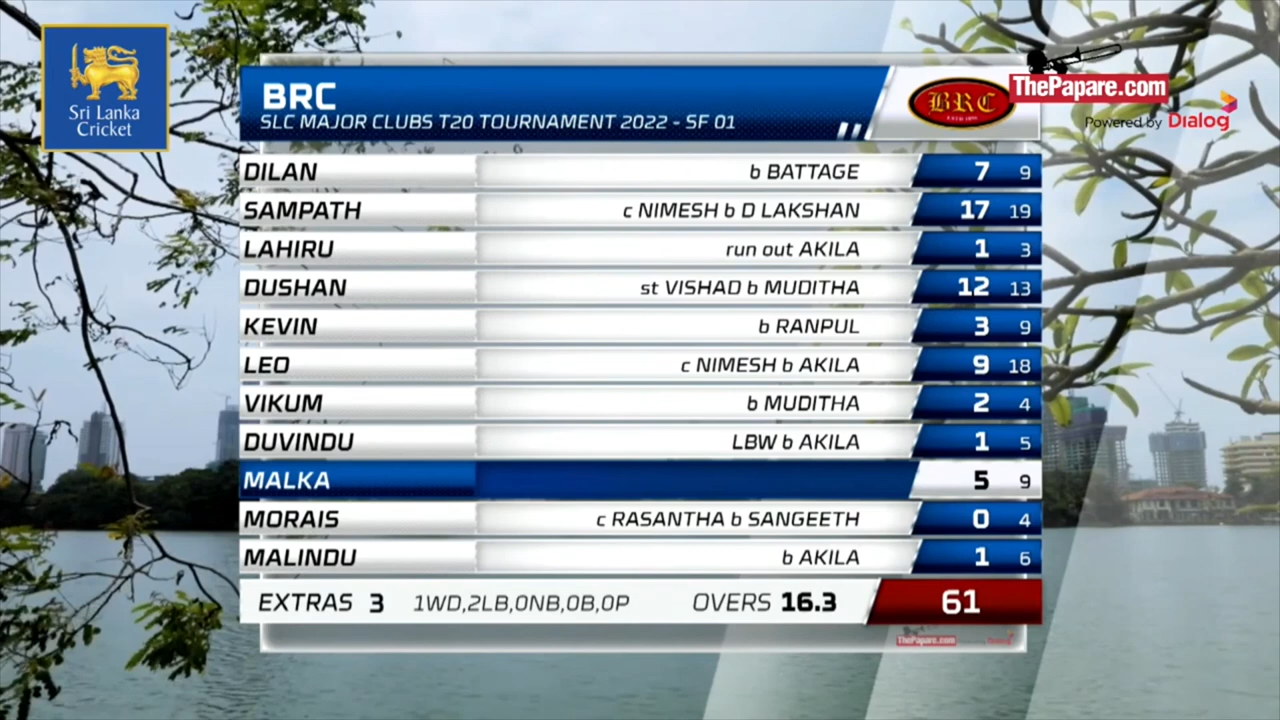 Sri Lanka
Cricket
BRC
SLC MAJOR CLUBS T20 TOURNAMENT 2022 - SF 01
BRC
ThePapare.com
Powered by Dialog
DILAN b BATTAGE 7 9
SAMPATH c NIMESH b D LAKSHAN 17 19
LAHIRU run out AKILA 1 3
DUSHAN st VISHAD b MUDITHA 12 13
KEVIN b RANPUL 3 9
LEO c NIMESH b AKILA 9 18
VIKUM b MUDITHA 2 4
DUVINDU LBW b AKILA 1 5
MALKA 5 9
MORAIS c RASANTHA b SANGEETH 0 4
MALINDU b AKILA 1 6
EXTRAS 3 1WD,2LB,0NB,0B,0P OVERS 16.3 61
ThePapare.com Dialog